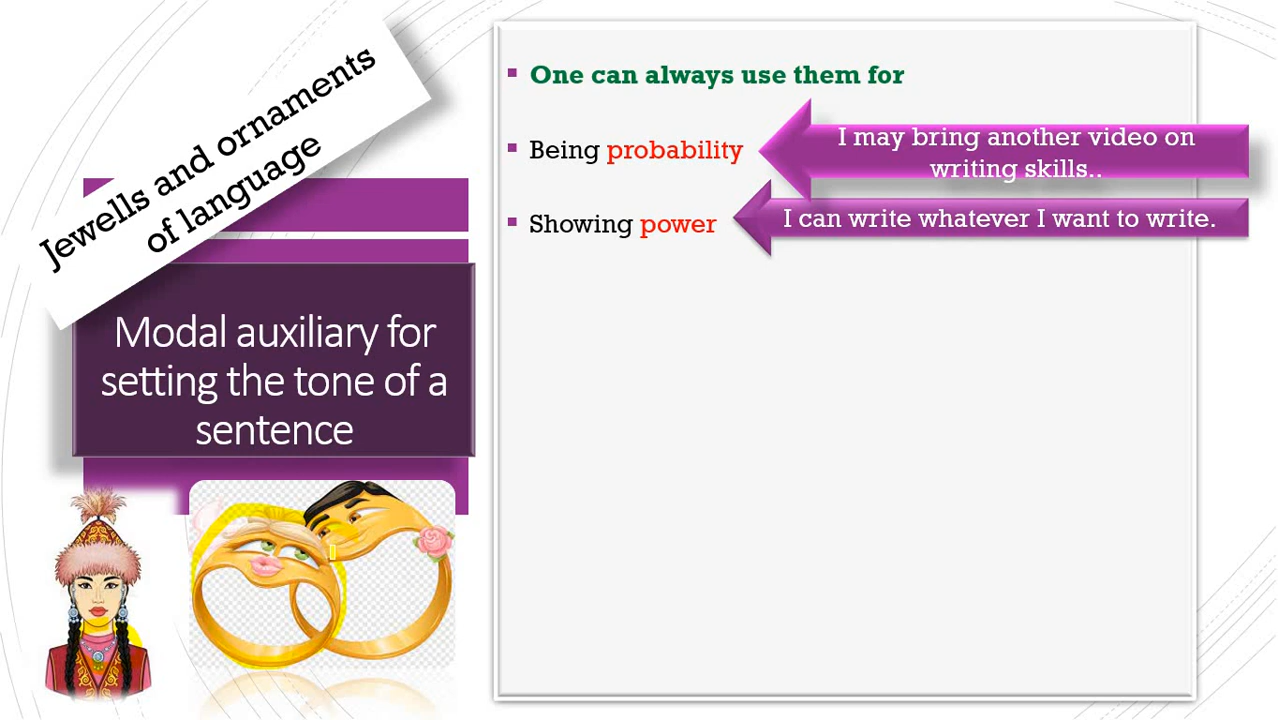 Jewells and ornaments
of language
Modal auxiliary for
setting the tone of a
sentence
One can always use them for
Being probability
I may bring another video on
writing skills..
Showing power
I can write whatever I want to write.